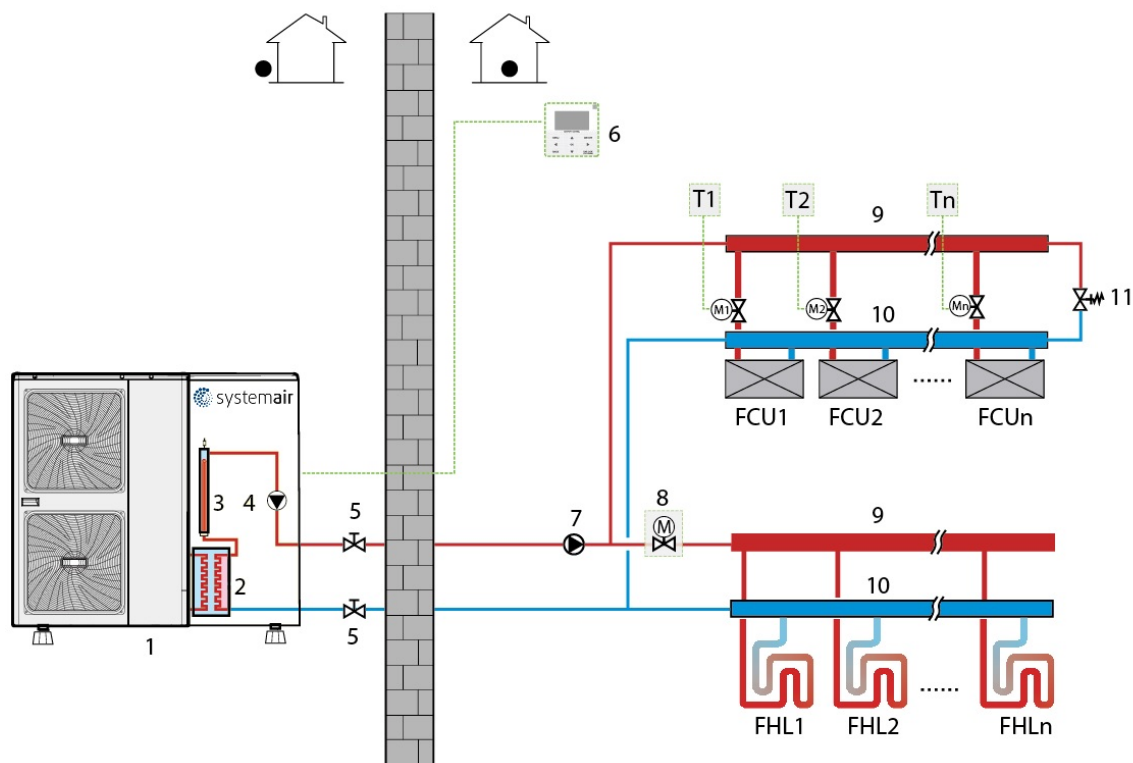 6
T1
T2
Tn
9
11
M1
M2
Mn
10
systemair
FCU1
FCU2
......
FCUn
3
4
5
7
8
M
9
2
10
1
5
......
FHL1
FHL2
FHLn